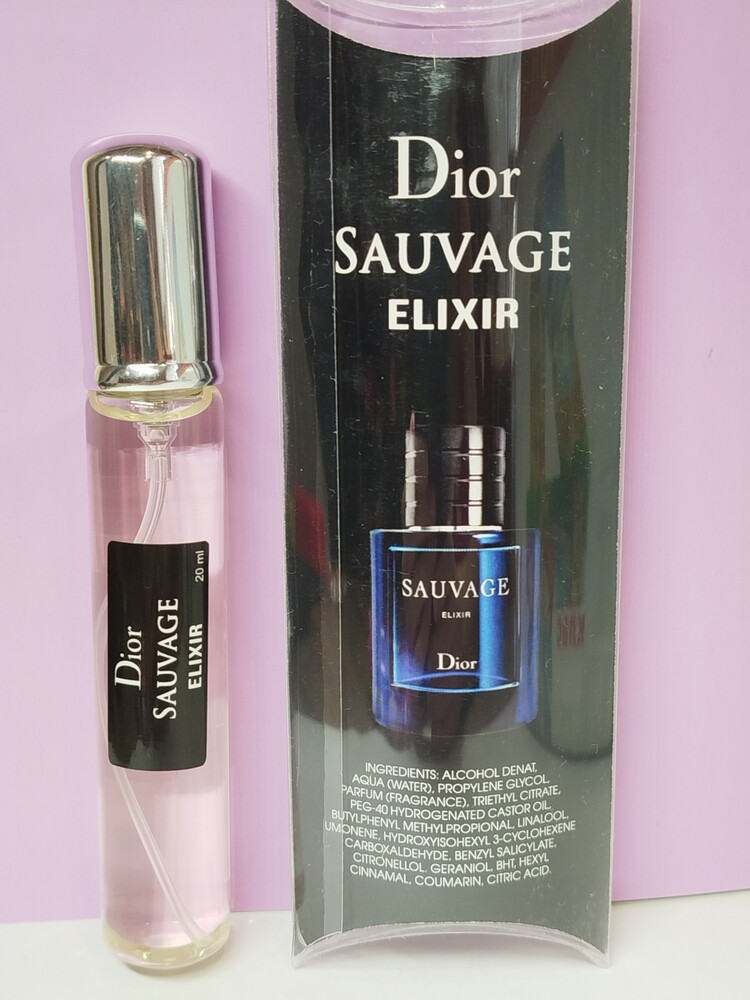 Dior
SAUVAGE
ELIXIR
20 ml
Dior
SAUVAGE
ELIXIR
SAUVAGE
ELIXIR
Dior
INGREDIENTS: ALCOHOL DENAT,
AQUA (WATER), PROPYLENE GLYCOL,
PARFUM (FRAGRANCE), TRIETHYL CITRATE,
PEG-40 HYDROGENATED CASTOR OIL,
BUTYLPHENYL METHYLPROPIONAL, LINALOOL,
UMONENE, HYDROXYISOHEXYL 3-CYCLOHEXENE
CARBOXALDEHYDE, BENZYL SALICYLATE,
CITRONELLOL. GERANIOL, BHT, HEXYL
CINNAMAL, COUMARIN, CITRIC ACID.